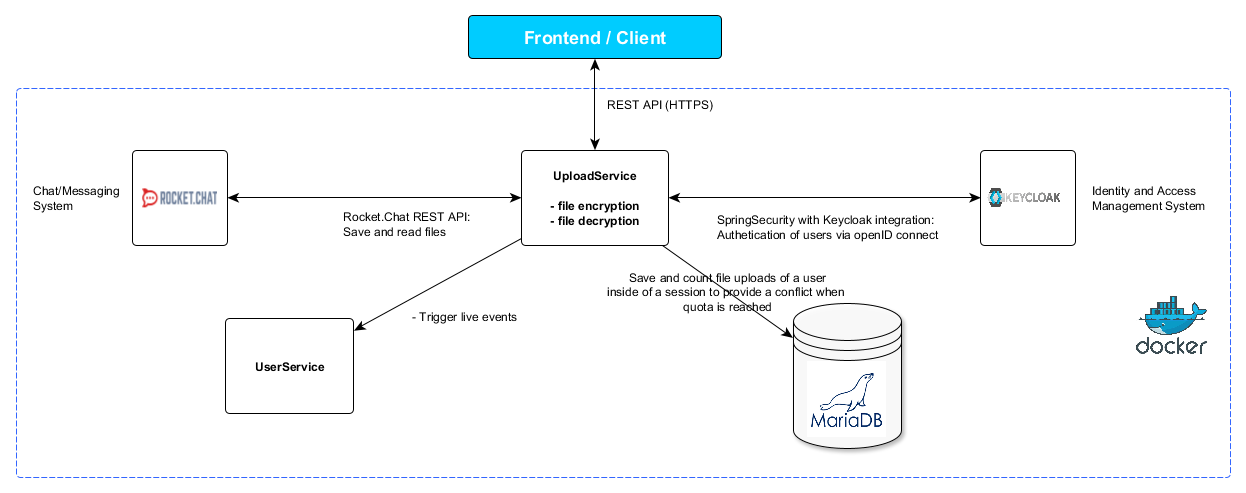 Frontend / Client
REST API (HTTPS)
Chat/Messaging
System
ROCKET.CHAT
UploadService
- file encryption
- file decryption
KEYCLOAK
Identity and Access
Management System
Rocket.Chat REST API:
Save and read files
SpringSecurity with Keycloak integration:
Authetication of users via openID connect
Save and count file uploads of a user
inside of a session to provide a conflict when
quota is reached
- Trigger live events
UserService
docker
MariaDB